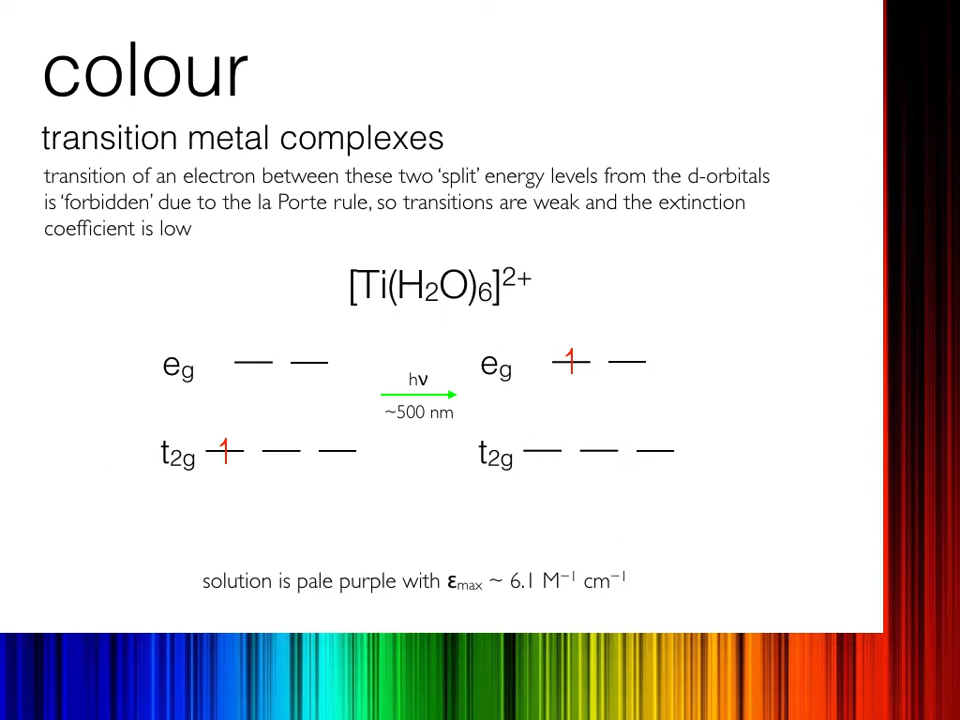 colour
transition metal complexes
transition of an electron between these two ‘split’ energy levels from the d-orbitals
is ‘forbidden’ due to the la Porte rule, so transitions are weak and the extinction
coefficient is low
[Ti(H₂O)₆]²⁺
eg
hν
~500 nm
eg
1
t2g
1
t2g
solution is pale purple with εmax ~ 6.1 M⁻¹ cm⁻¹